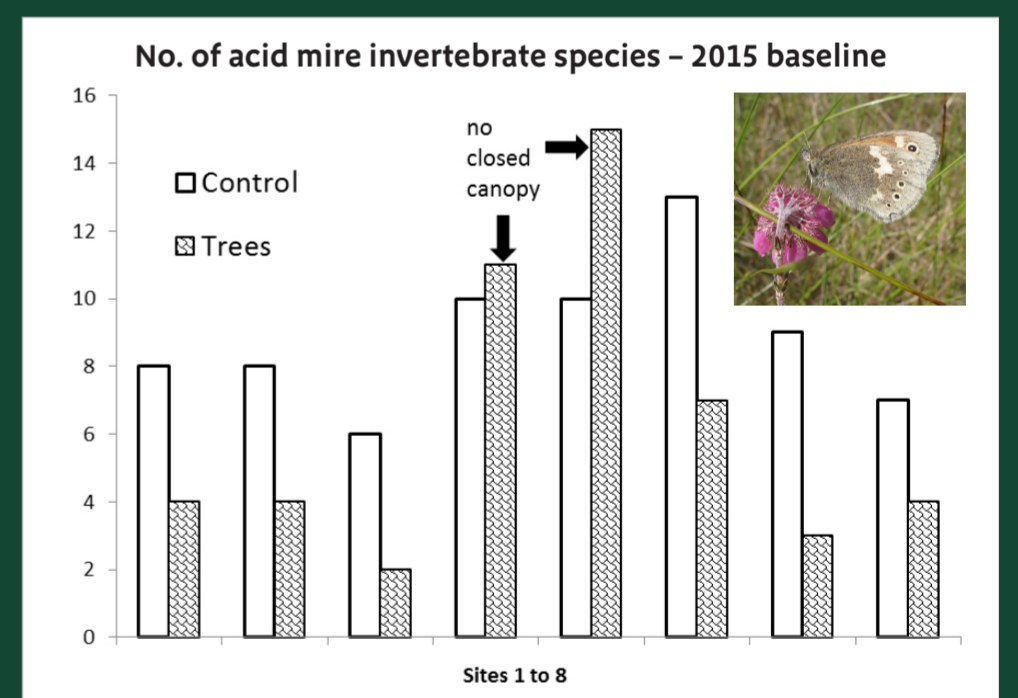 No. of acid mire invertebrate species – 2015 baseline
16
14
12
10
8
6
4
2
0
Control
Trees
no
closed
canopy
Sites 1 to 8